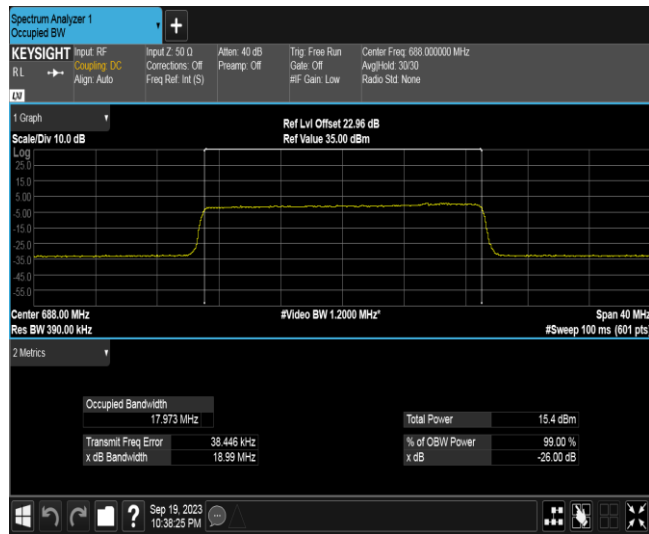 Spectrum Analyzer 1
Occupied BW
+
KEYSIGHT
RL
LXI
Input: RF
Coupling: DC
Align: Auto
Input Z: 50 Ω
Corrections: Off
Freq Ref: Int (S)
Atten: 40 dB
Preamp: Off
Trig: Free Run
Gate: Off
#IF Gain: Low
Center Freq: 688.000000 MHz
Avg|Hold: 30/30
Radio Std: None
1 Graph
Scale/Div 10.0 dB
Ref Lvl Offset 22.96 dB
Ref Value 35.00 dBm
Log
25.0
15.0
5.00
-5.00
-15.0
-25.0
-35.0
-45.0
-55.0
Center 688.00 MHz
#Video BW 1.2000 MHz*
Span 40 MHz
Res BW 390.00 kHz
#Sweep 100 ms (601 pts)
2 Metrics
Occupied Bandwidth
17.973 MHz
Transmit Freq Error 38.446 kHz
x dB Bandwidth 18.99 MHz
Total Power 15.4 dBm
% of OBW Power 99.00 %
x dB -26.00 dB
?
Sep 19, 2023
10:38:25 PM